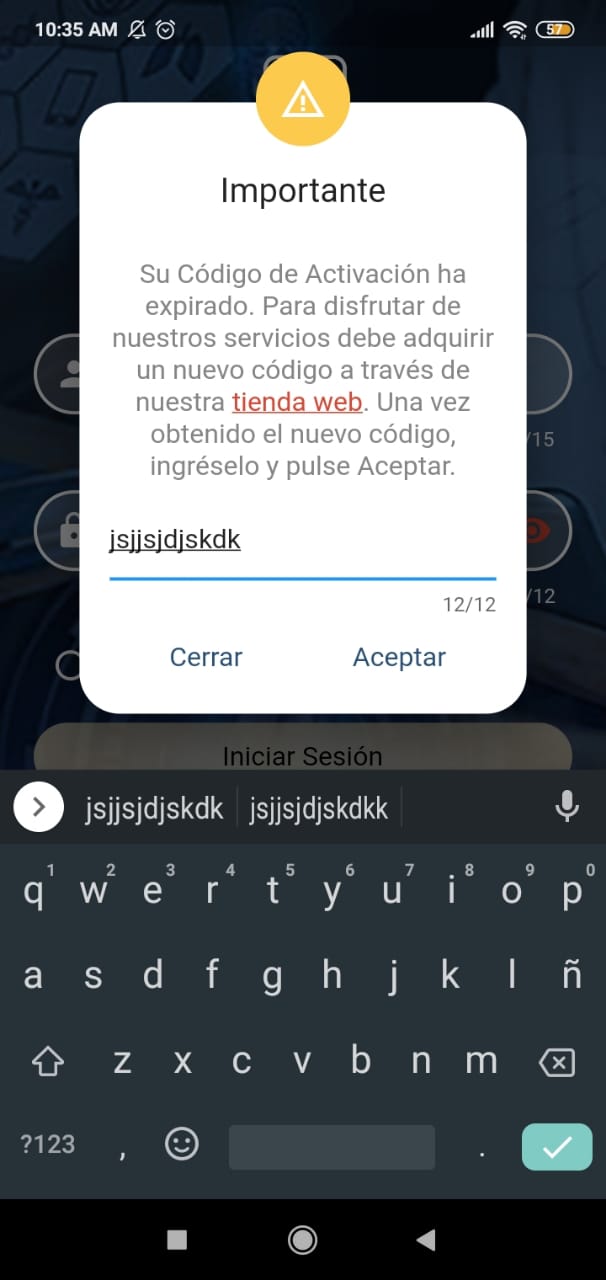 10:35 AM
57
Importante
Su Código de Activación ha
expirado. Para disfrutar de
nuestros servicios debe adquirir
un nuevo código a través de
nuestra tienda web. Una vez
obtenido el nuevo código,
ingréselo y pulse Aceptar.
/15
jsjjsjdjskdk
12/12
/12
Cerrar Aceptar
Iniciar Sesión
jsjjsjdjskdk jsjjsjdjskdkk
1 2 3 4 5 6 7 8 9 0
q w e r t y u i o p
a s d f g h j k l ñ
z x c v b n m
?123 , .